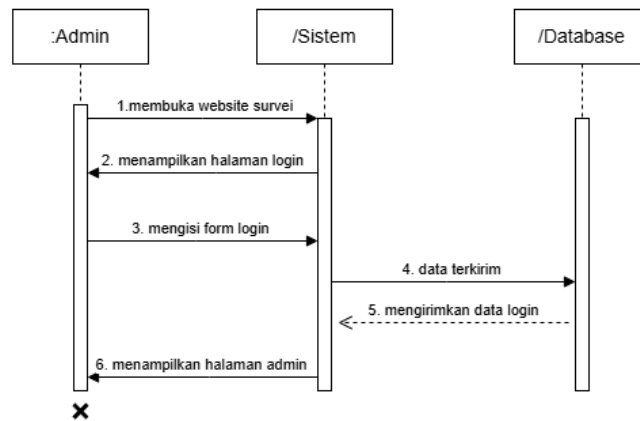 :Admin
/Sistem
/Database
1.membuka website survei
2. menampilkan halaman login
3. mengisi form login
4. data terkirim
5. mengirimkan data login
6. menampilkan halaman admin